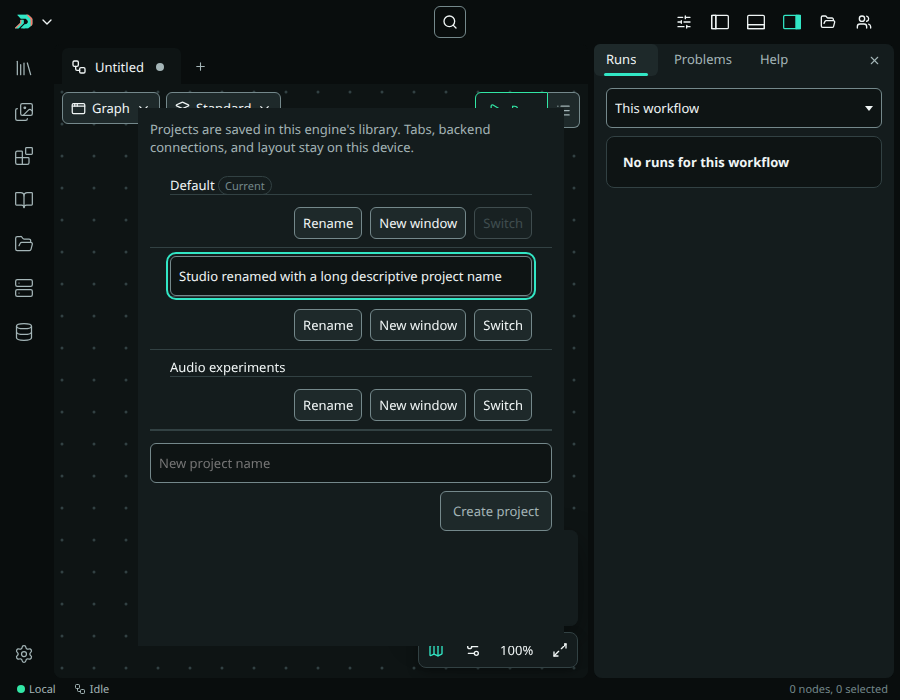 Untitled
Runs
Problems
Help
Graph
Standard
This workflow
No runs for this workflow
Projects are saved in this engine's library. Tabs, backend
connections, and layout stay on this device.
Default
Current
Rename
New window
Switch
Studio renamed with a long descriptive project name
Rename
New window
Switch
Audio experiments
Rename
New window
Switch
New project name
Create project
100%
Local
Idle
0 nodes, 0 selected